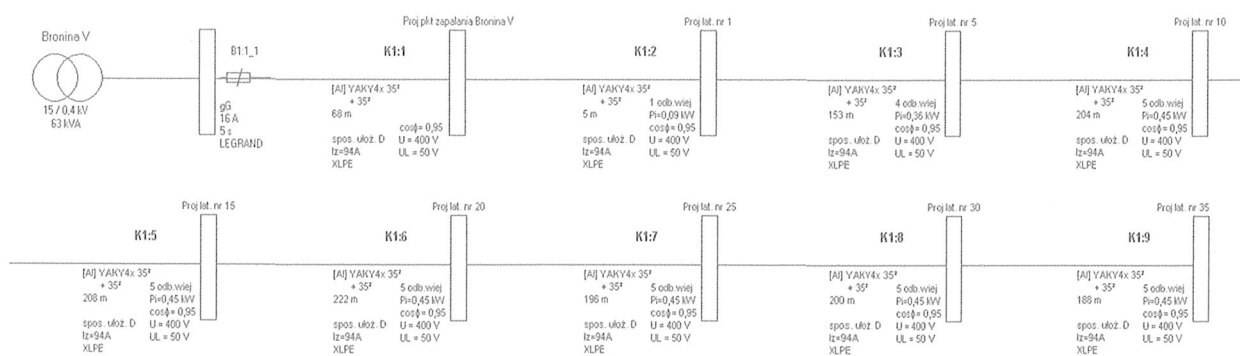 Bronina V
15 / 0,4 kV
63 kVA
B1:1_1
gG
16 A
5 s
LEGRAND
Proj pkt zapalania Bronina V
K1:1
[Al] YAKY4x 35²
+ 35²
68 m
cosϕ= 0,95
spos. ułoż. D
U = 400 V
Iz=94A
UL = 50 V
XLPE
Proj lat. nr 1
K1:2
[Al] YAKY4x 35²
+ 35²
1 odb.wiej
5 m
Pi=0,09 kW
cosϕ= 0,95
spos. ułoż. D
U = 400 V
Iz=94A
UL = 50 V
XLPE
Proj lat. nr 5
K1:3
[Al] YAKY4x 35²
+ 35²
4 odb.wiej
153 m
Pi=0,36 kW
cosϕ= 0,95
spos. ułoż. D
U = 400 V
Iz=94A
UL = 50 V
XLPE
Proj lat. nr 10
K1:4
[Al] YAKY4x 35²
+ 35²
5 odb.wiej
204 m
Pi=0,45 kW
cosϕ= 0,95
spos. ułoż. D
U = 400 V
Iz=94A
UL = 50 V
XLPE
Proj lat. nr 15
K1:5
[Al] YAKY4x 35²
+ 35²
5 odb.wiej
208 m
Pi=0,45 kW
cosϕ= 0,95
spos. ułoż. D
U = 400 V
Iz=94A
UL = 50 V
XLPE
Proj lat. nr 20
K1:6
[Al] YAKY4x 35²
+ 35²
5 odb.wiej
222 m
Pi=0,45 kW
cosϕ= 0,95
spos. ułoż. D
U = 400 V
Iz=94A
UL = 50 V
XLPE
Proj lat. nr 25
K1:7
[Al] YAKY4x 35²
+ 35²
5 odb.wiej
196 m
Pi=0,45 kW
cosϕ= 0,95
spos. ułoż. D
U = 400 V
Iz=94A
UL = 50 V
XLPE
Proj lat. nr 30
K1:8
[Al] YAKY4x 35²
+ 35²
5 odb.wiej
200 m
Pi=0,45 kW
cosϕ= 0,95
spos. ułoż. D
U = 400 V
Iz=94A
UL = 50 V
XLPE
Proj lat. nr 35
K1:9
[Al] YAKY4x 35²
+ 35²
5 odb.wiej
188 m
Pi=0,45 kW
cosϕ= 0,95
spos. ułoż. D
U = 400 V
Iz=94A
UL = 50 V
XLPE